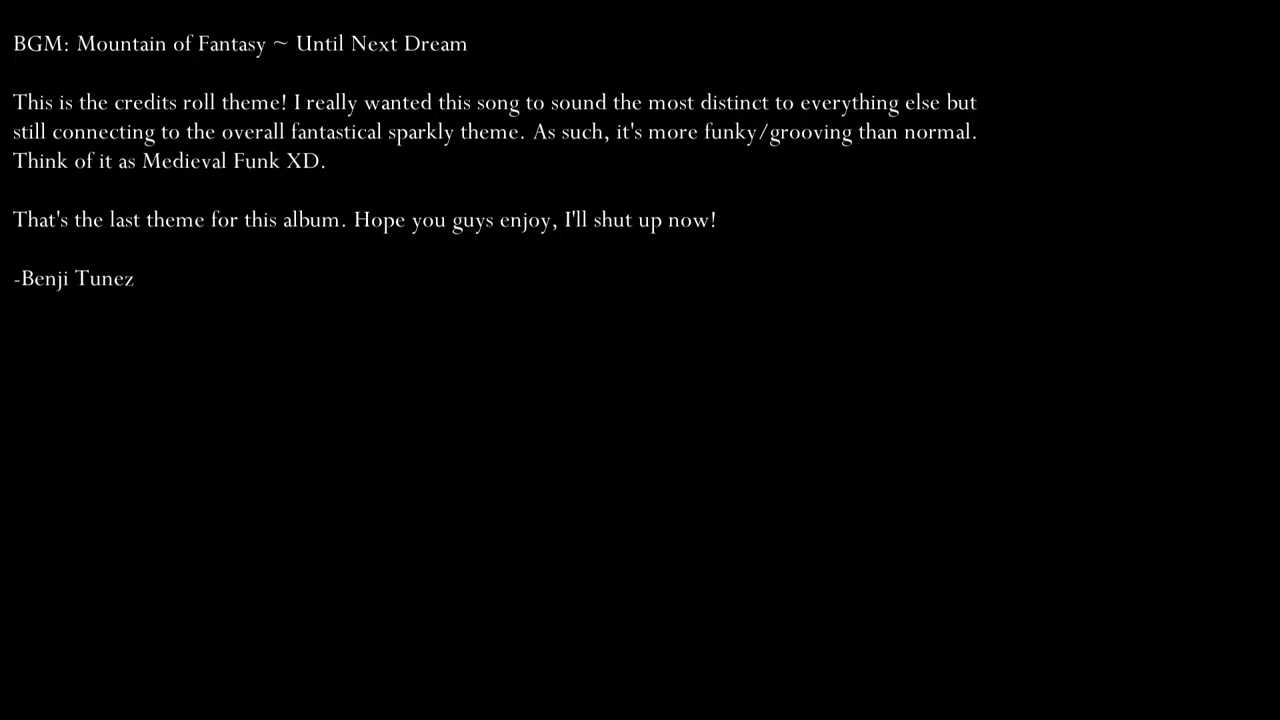 BGM: Mountain of Fantasy ~ Until Next Dream
This is the credits roll theme! I really wanted this song to sound the most distinct to everything else but
still connecting to the overall fantastical sparkly theme. As such, it's more funky/grooving than normal.
Think of it as Medieval Funk XD.
That's the last theme for this album. Hope you guys enjoy, I'll shut up now!
-Benji Tunez